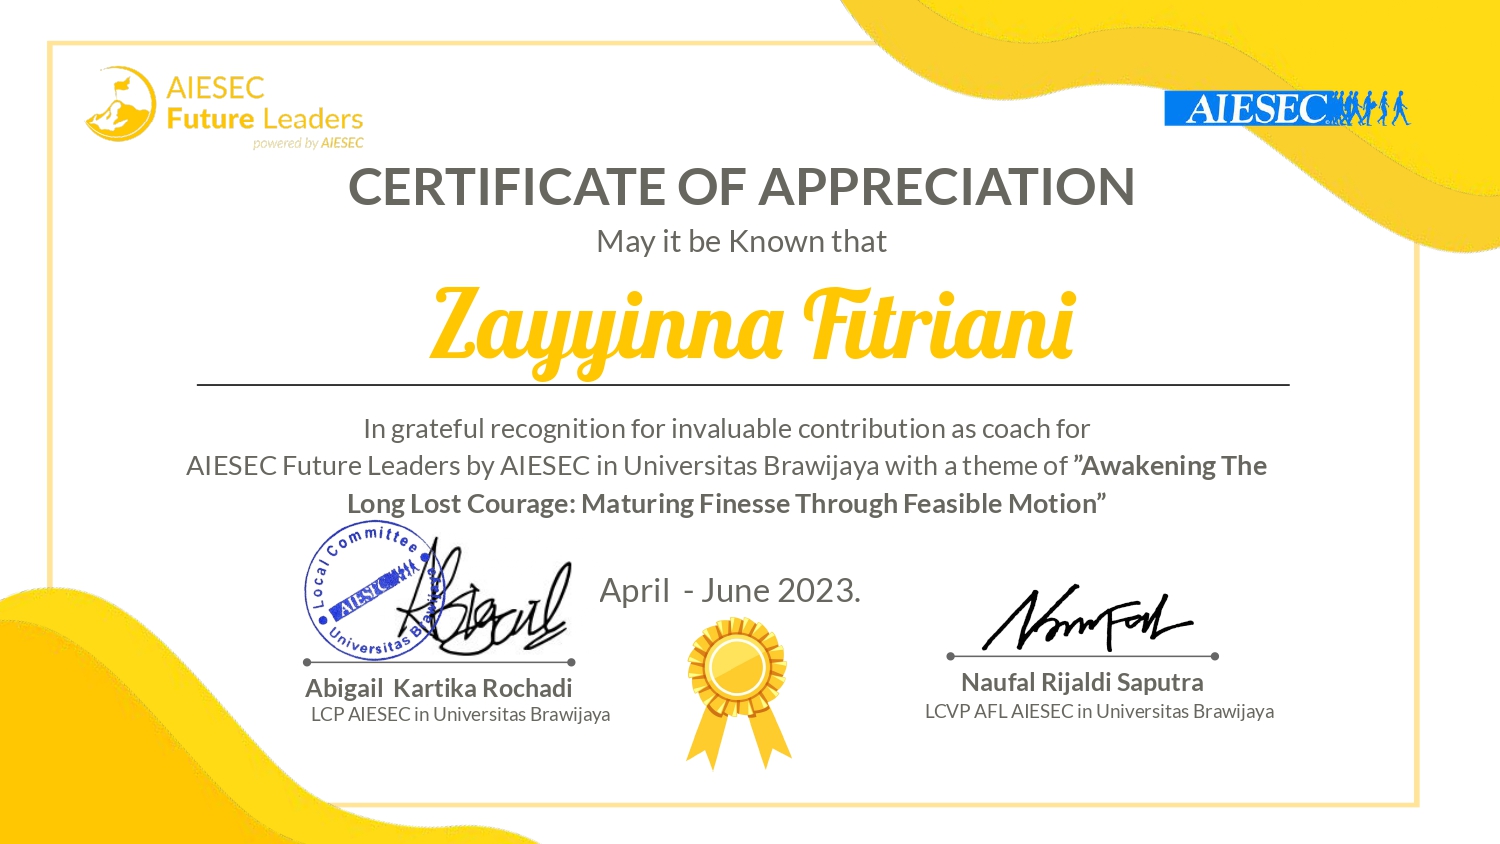 AIESEC
Future Leaders
powered by AIESEC
AIESEC
CERTIFICATE OF APPRECIATION
May it be Known that
Zayyinna Fitriani
In grateful recognition for invaluable contribution as coach for
AIESEC Future Leaders by AIESEC in Universitas Brawijaya with a theme of ”Awakening The
Long Lost Courage: Maturing Finesse Through Feasible Motion”
Local Committee
AIESEC
Universitas Brawijaya
Abigail
April - June 2023.
Naufal
Abigail Kartika Rochadi
LCP AIESEC in Universitas Brawijaya
Naufal Rijaldi Saputra
LCVP AFL AIESEC in Universitas Brawijaya